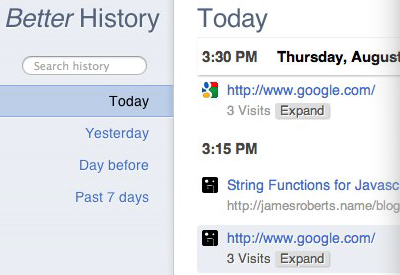 Better History
Search history
Today
Yesterday
Day before
Past 7 days
Today
3:30 PM Thursday, August
http://www.google.com/
3 Visits Expand
3:15 PM
String Functions for Javasc
http://jamesroberts.name/blog
http://www.google.com/
3 Visits Expand